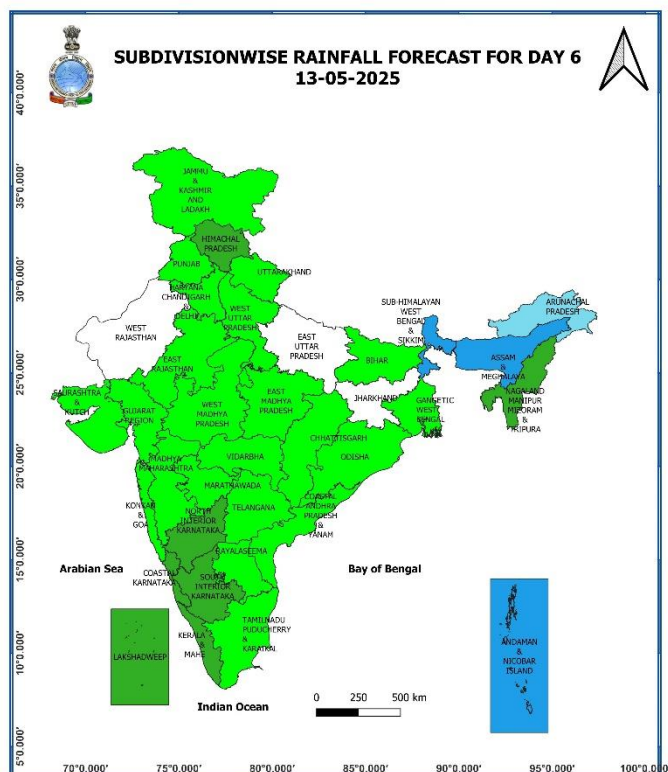 SUBDIVISIONWISE RAINFALL FORECAST FOR DAY 6
13-05-2025
40°0.000'
35°0.000'
30°0.000'
25°0.000'
20°0.000'
15°0.000'
10°0.000'
5°0.000'
JAMMU
&
KASHMIR
AND
LADAKH
HIMACHAL
PRADESH
PUNJAB
UTTARAKHAND
CHANDIGARH
&
DELHI
WEST
RAJASTHAN
WEST
UTTAR
PRADESH
EAST
UTTAR
PRADESH
SUB-HIMALAYAN
WEST
BENGAL
&
SIKKIM
ARUNACHAL
PRADESH
ASSAM
&
MEGHALAYA
NAGALAND
MANIPUR
MIZORAM
&
TRIPURA
EAST
RAJASTHAN
BIHAR
JHARKHAND
GANGETIC
WEST
BENGAL
SAURASHTRA
&
KUTCH
GUJARAT
REGION
WEST
MADHYA
PRADESH
EAST
MADHYA
PRADESH
CHHATTISGARH
ODISHA
MADHYA
MAHARASHTRA
VIDARBHA
MARATHWADA
KONKAN
&
GOA
NORTH
INTERIOR
KARNATAKA
TELANGANA
COASTAL
ANDHRA
PRADESH
&
YANAM
RAYALASEEMA
COASTAL
KARNATAKA
SOUTH
INTERIOR
KARNATAKA
Arabian Sea
Bay of Bengal
LAKSHADWEEP
KERALA
&
MAHE
TAMILNADU
PUDUCHERRY
&
KARAIKAL
ANDAMAN
&
NICOBAR
ISLAND
Indian Ocean
0 250 500 km
70°0.000' 75°0.000' 80°0.000' 85°0.000' 90°0.000' 95°0.000' 100°0.000'